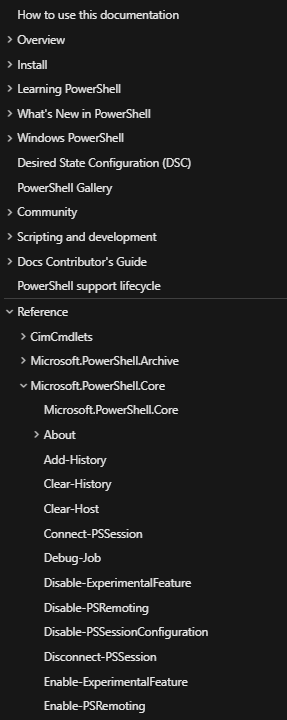 How to use this documentation
Overview
Install
Learning PowerShell
What's New in PowerShell
Windows PowerShell
Desired State Configuration (DSC)
PowerShell Gallery
Community
Scripting and development
Docs Contributor's Guide
PowerShell support lifecycle
Reference
CimCmdlets
Microsoft.PowerShell.Archive
Microsoft.PowerShell.Core
Microsoft.PowerShell.Core
About
Add-History
Clear-History
Clear-Host
Connect-PSSession
Debug-Job
Disable-ExperimentalFeature
Disable-PSRemoting
Disable-PSSessionConfiguration
Disconnect-PSSession
Enable-ExperimentalFeature
Enable-PSRemoting